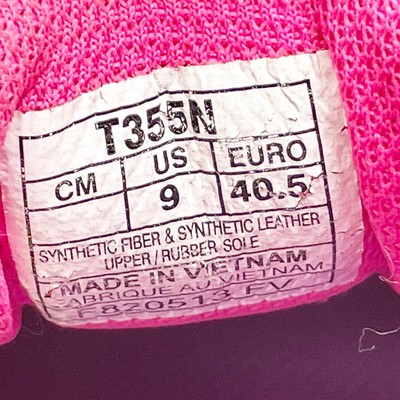 T355N
CM US EURO
9 40.5
SYNTHETIC FIBER & SYNTHETIC LEATHER
UPPER / RUBBER SOLE
MADE IN VIETNAM
FABRIQUE AU VIETNAM
F820513 FV